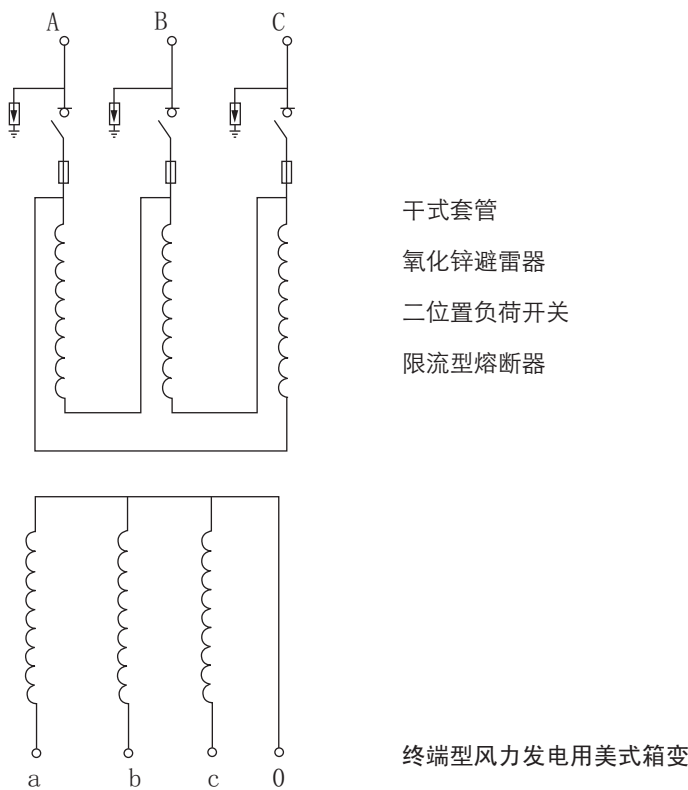 A B C
干式套管
氧化锌避雷器
二位置负荷开关
限流型熔断器
a b c 0
终端型风力发电用美式箱变